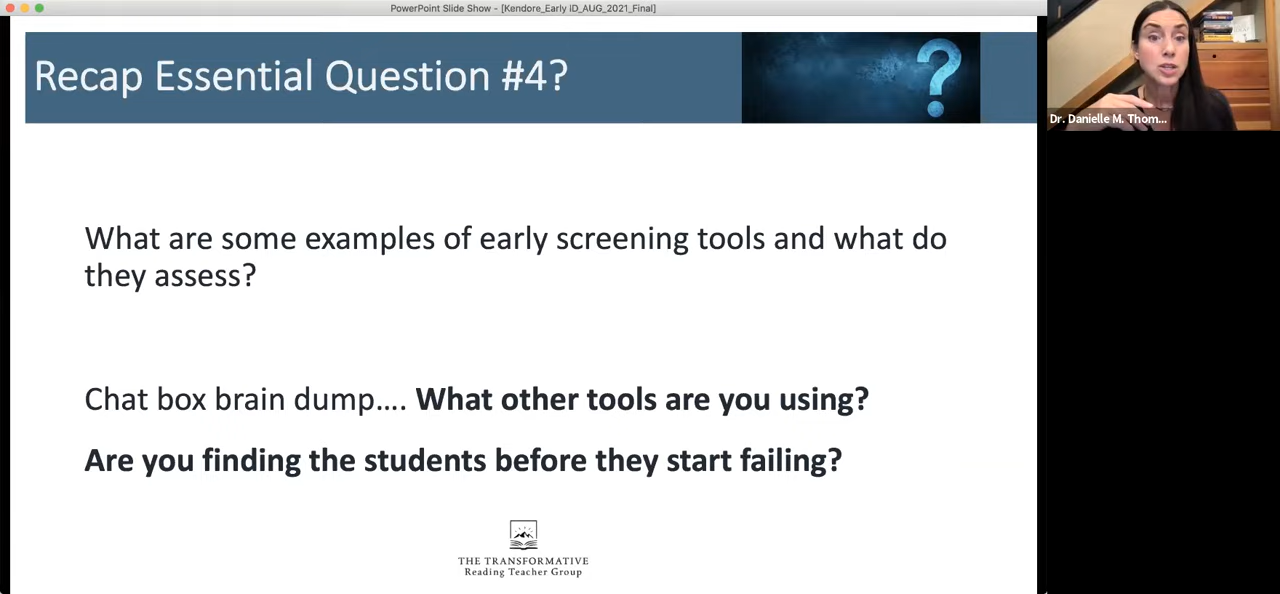 PowerPoint Slide Show - [Kendore_Early iD_AUG_2021_Final]
Recap Essential Question #4?
?
Dr. Danielle M. Thom...
What are some examples of early screening tools and what do
they assess?
Chat box brain dump.... What other tools are you using?
Are you finding the students before they start failing?
THE TRANSFORMATIVE
Reading Teacher Group